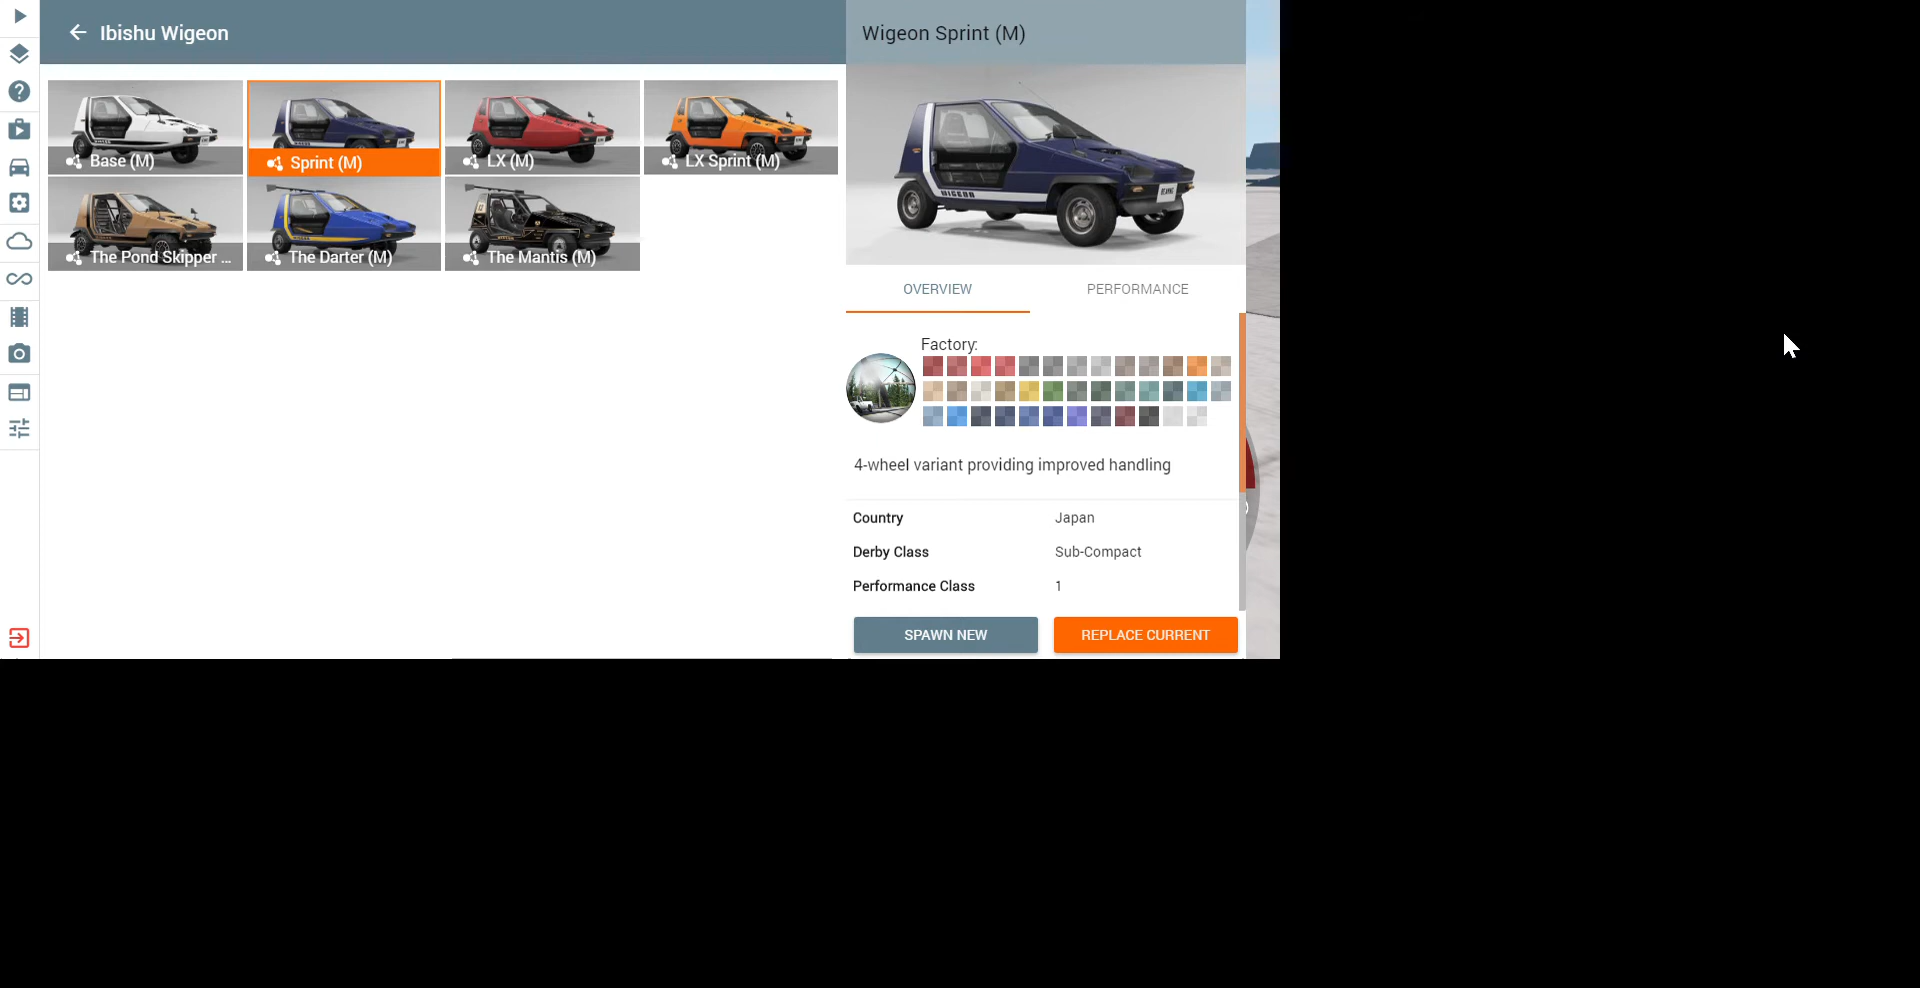 Ibishu Wigeon
Wigeon Sprint (M)
Base (M)
Sprint (M)
LX (M)
LX Sprint (M)
The Pond Skipper ...
The Darter (M)
The Mantis (M)
WIGEON
OVERVIEW
PERFORMANCE
Factory:
4-wheel variant providing improved handling
Country Japan
Derby Class Sub-Compact
Performance Class 1
SPAWN NEW
REPLACE CURRENT